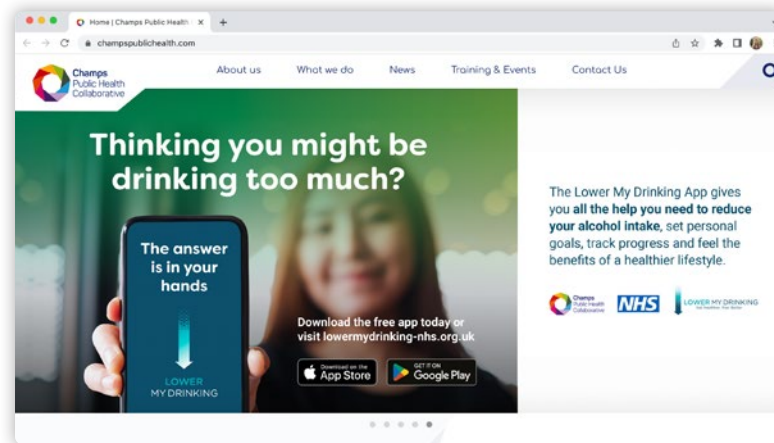 Home | Champs Public Health
champspublichealth.com
Champs
Public Health
Collaborative
About us
What we do
News
Training & Events
Contact Us
Thinking you might be
drinking too much?
The answer
is in your
hands
LOWER
MY DRINKING
Download the free app today or
visit lowermydrinking-nhs.org.uk
Download on the
App Store
GET IT ON
Google Play
The Lower My Drinking App gives
you all the help you need to reduce
your alcohol intake, set personal
goals, track progress and feel the
benefits of a healthier lifestyle.
Champs
Public Health
Collaborative
NHS
LOWER MY DRINKING